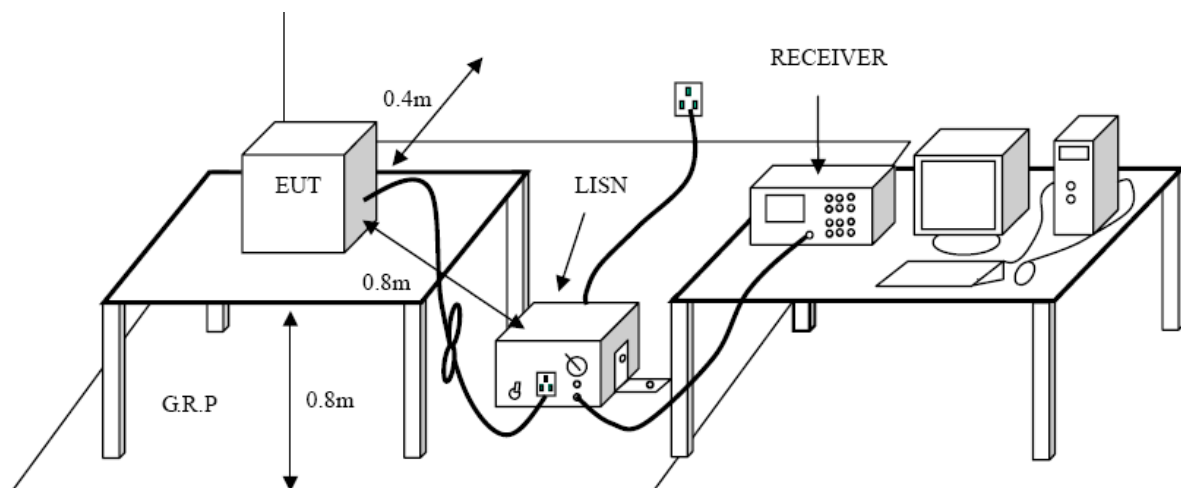 RECEIVER
0.4m
EUT
LISN
0.8m
G.R.P
0.8m